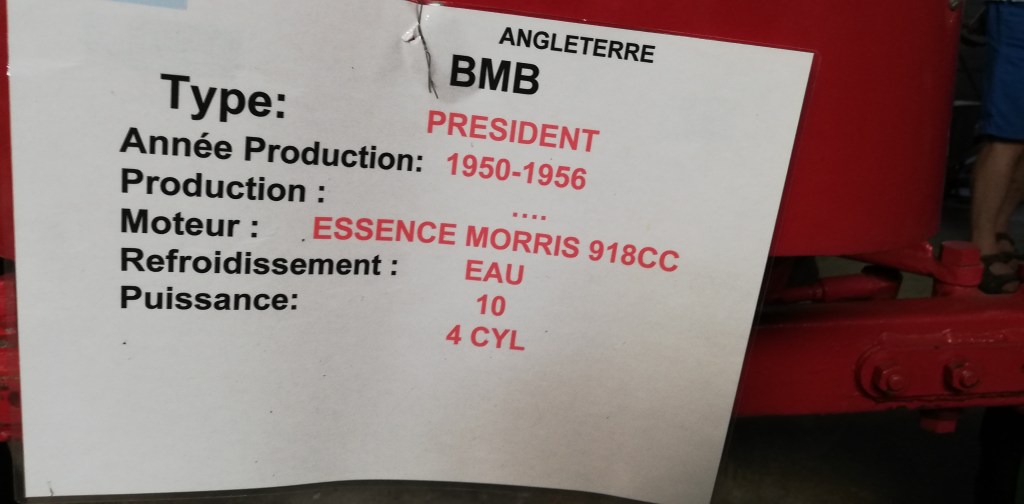 ANGLETERRE
BMB
Type: PRESIDENT
Année Production: 1950-1956
Production : ....
Moteur : ESSENCE MORRIS 918CC
Refroidissement : EAU
Puissance: 10
4 CYL